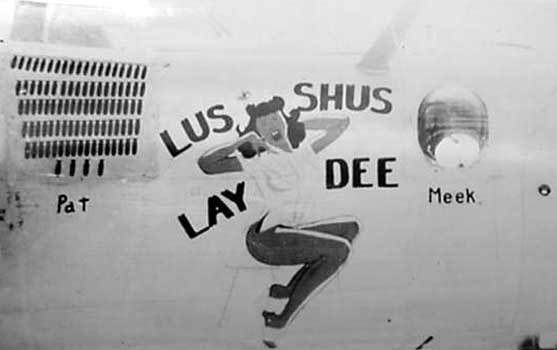 LUS SHUS
LAY DEE
Pat
Meek